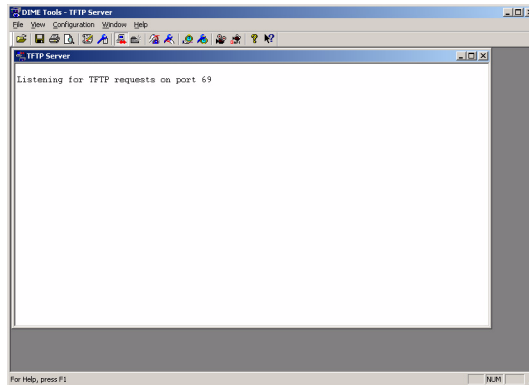 DIME Tools - TFTP Server
File View Configuration Window Help
TFTP Server
Listening for TFTP requests on port 69
For Help, press F1
NUM